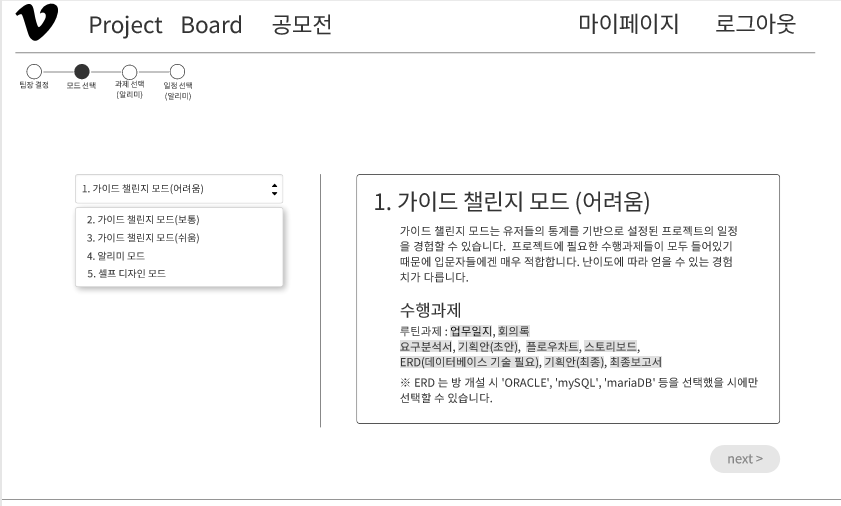 Project Board 공모전 마이페이지 로그아웃
팀장 결정 모드 선택 과제 선택 일정 선택
(알리미) (알리미)
1. 가이드 챌린지 모드(어려움)
2. 가이드 챌린지 모드(보통)
3. 가이드 챌린지 모드(쉬움)
4. 알리미 모드
5. 셀프 디자인 모드
1. 가이드 챌린지 모드 (어려움)
가이드 챌린지 모드는 유저들의 통계를 기반으로 설정된 프로젝트의 일정
을 경험할 수 있습니다. 프로젝트에 필요한 수행과제들이 모두 들어있기
때문에 입문자들에겐 매우 적합합니다. 난이도에 따라 얻을 수 있는 경험
치가 다릅니다.
수행과제
루틴과제 : 업무일지, 회의록
요구분석서, 기획안(초안), 플로우차트, 스토리보드,
ERD(데이터베이스 기술 필요), 기획안(최종), 최종보고서
※ ERD 는 방 개설 시 'ORACLE', 'mySQL', 'mariaDB' 등을 선택했을 시에만
선택할 수 있습니다.
next >